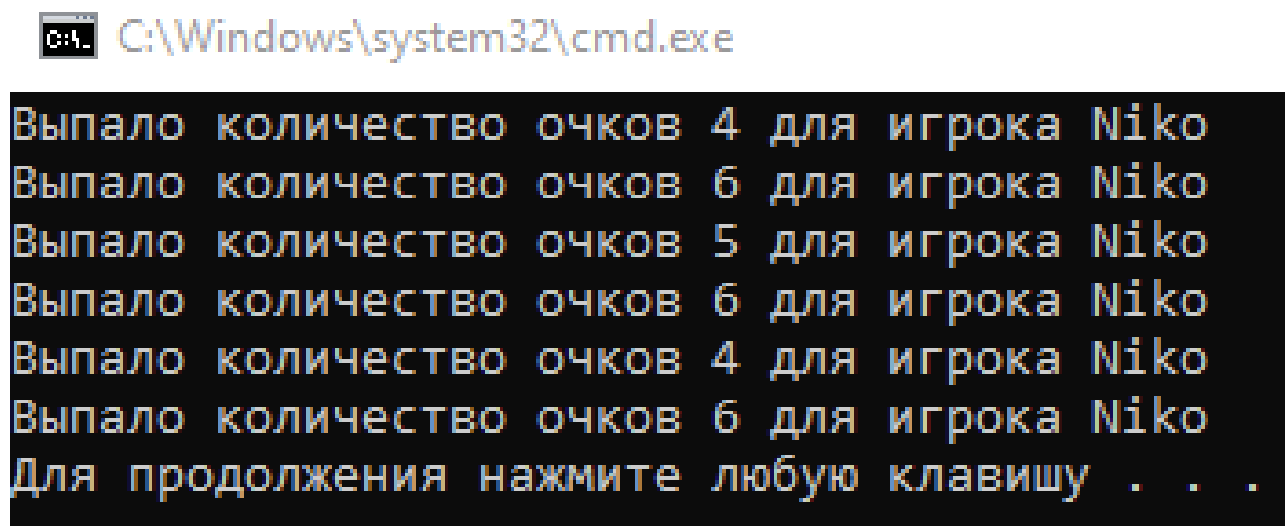 C:\Windows\system32\cmd.exe
Выпало количество очков 4 для игрока Niko
Выпало количество очков 6 для игрока Niko
Выпало количество очков 5 для игрока Niko
Выпало количество очков 6 для игрока Niko
Выпало количество очков 4 для игрока Niko
Выпало количество очков 6 для игрока Niko
Для продолжения нажмите любую клавишу . . .